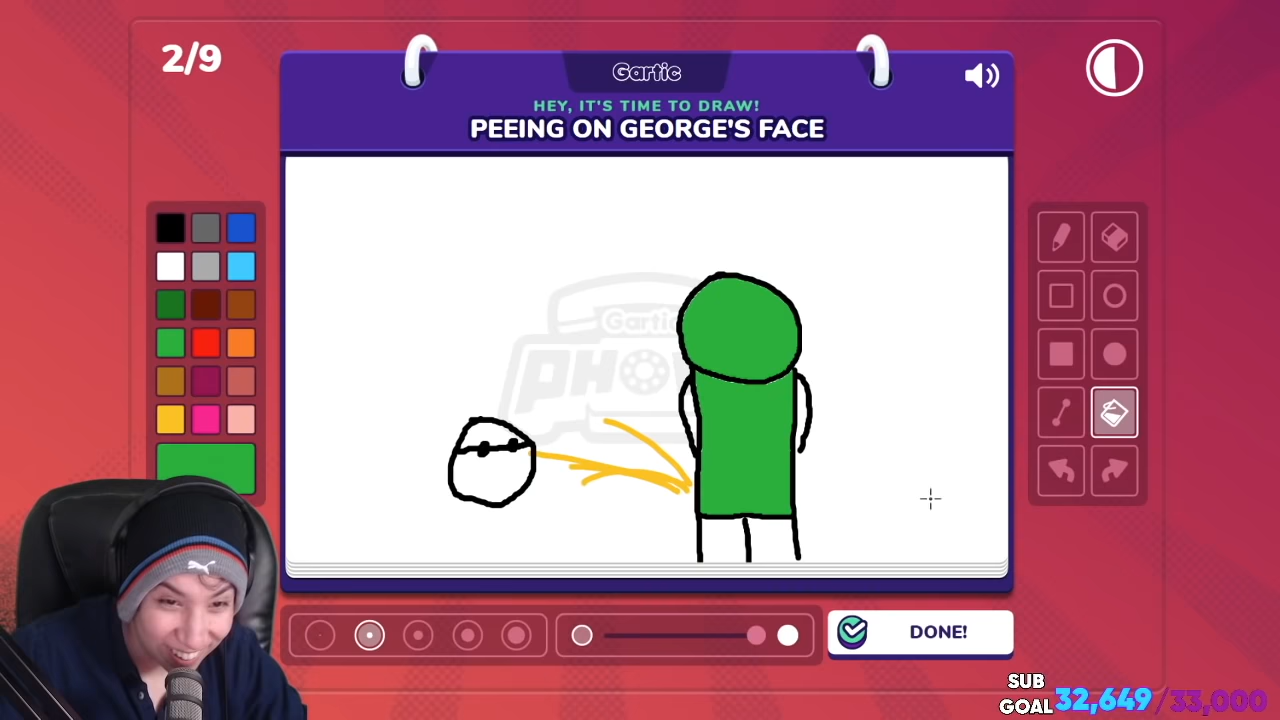 2/9
Gartic
HEY, IT'S TIME TO DRAW!
PEEING ON GEORGE'S FACE
Gartic
PHO
DONE!
SUB
GOAL 32,649/33,000